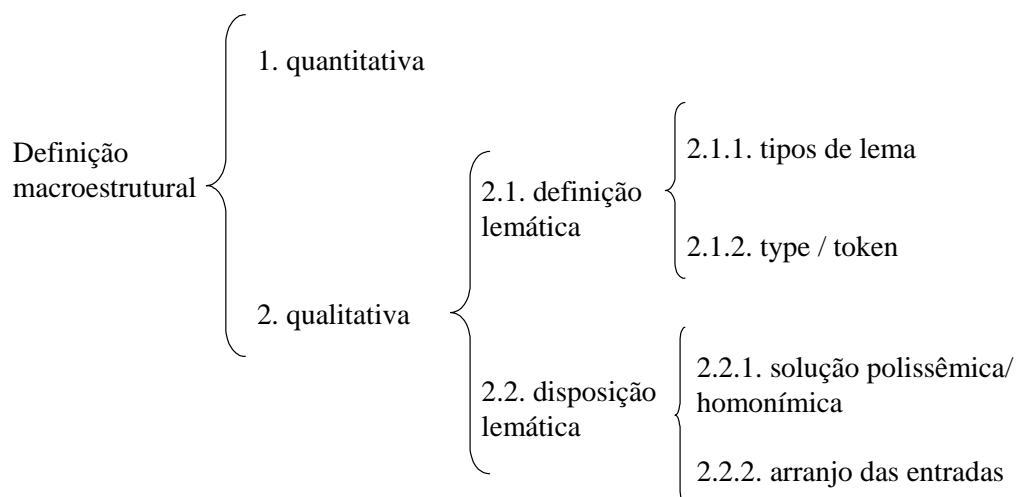 Definição
macroestrutural
1. quantitativa
2. qualitativa
2.1. definição
lemática
2.1.1. tipos de lema
2.1.2. type / token
2.2. disposição
lemática
2.2.1. solução polissêmica/
homonímica
2.2.2. arranjo das entradas